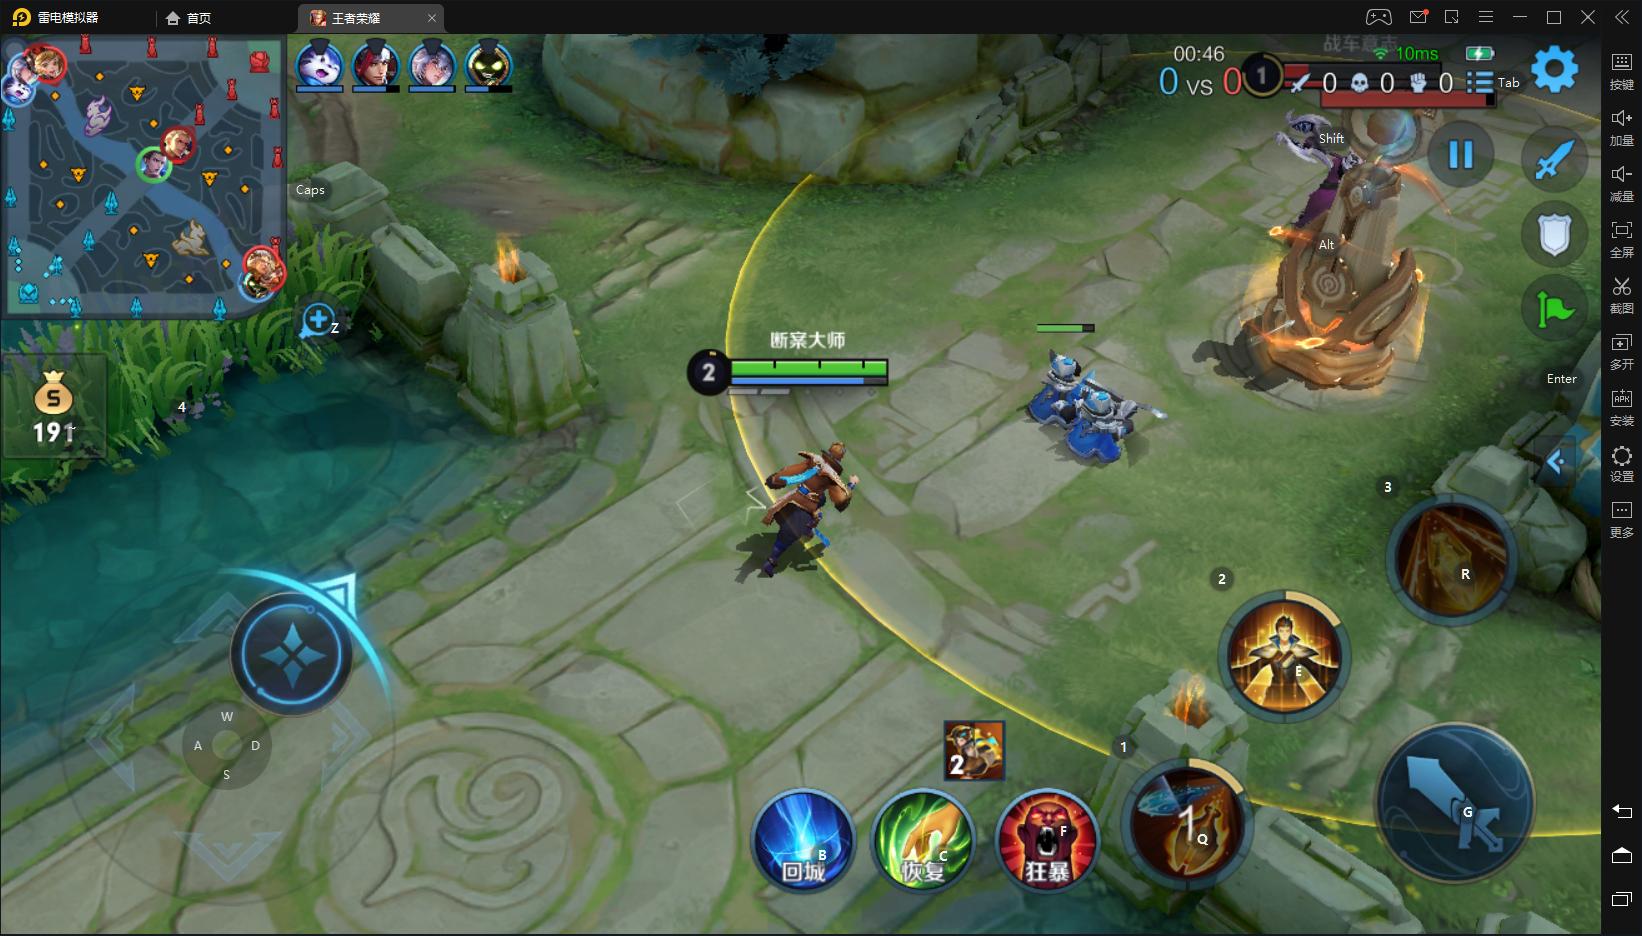 雷电模拟器
首页
王者荣耀
00:46
战车意志
10ms
0 VS 0
1
0
0
0
Tab
按键
加量
减量
全屏
截图
多开
安装
设置
更多
Shift
Caps
Alt
Z
断案大师
2
Enter
S
191
4
3
R
2
E
W
A
D
S
2
1
1
Q
G
B
回城
C
恢复
F
狂暴
APK